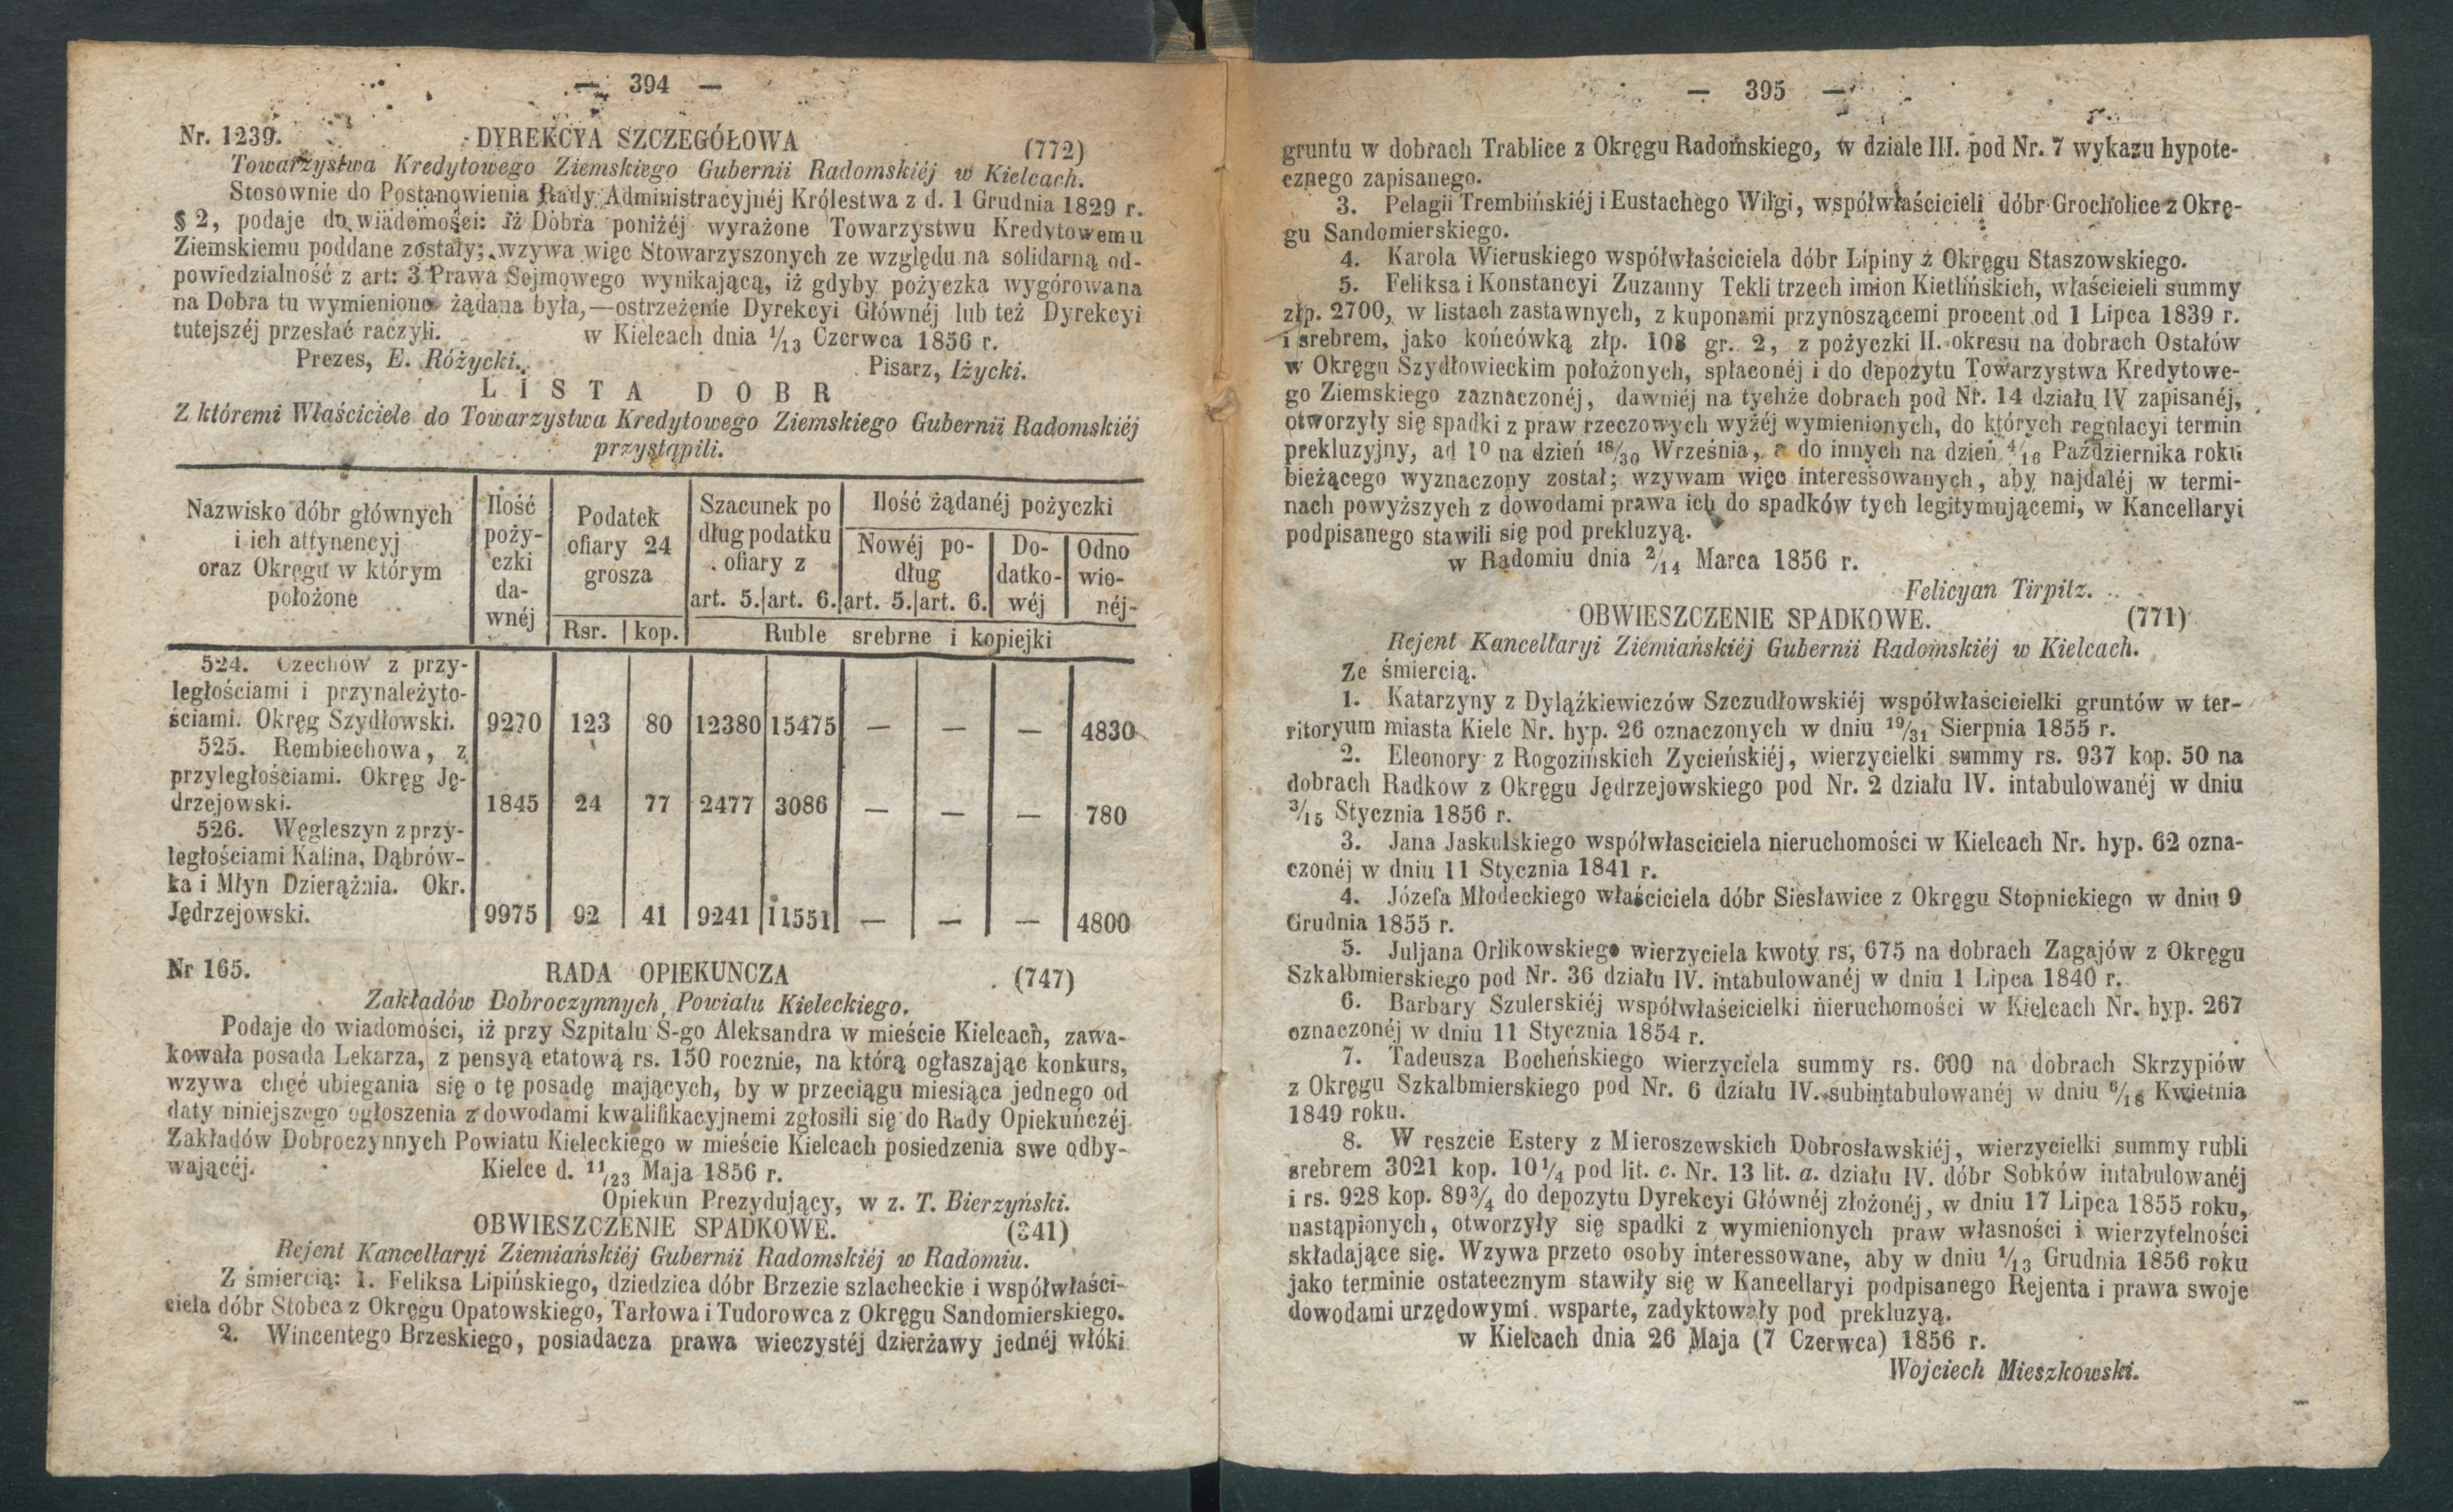 — 394 —
Nr. 1239. DYREKCYA SZCZEGÓŁOWA (772)
Towarzystwa Kredytowego Ziemskiego Gubernii Radomskiéj w Kielcach.
Stosownie do Postanowienia Rady Administracyjnéj Królestwa z d. 1 Grudnia 1829 r.
§ 2, podaje do wiadomości: iż Dobra poniżéj wyrażone Towarzystwu Kredytowemu
Ziemskiemu poddane zostały; wzywa więc Stowarzyszonych ze względu na solidarną od-
powiedzialność z art: 3 Prawa Sejmowego wynikającą, iż gdyby pożyczka wygórowana
na Dobra tu wymienione żądana była,—ostrzeżenie Dyrekcyi Głównéj lub też Dyrekcyi
tutejszéj przesłać raczyli. w Kielcach dnia 1/13 Czerwca 1856 r.
Prezes, E. Różycki. Pisarz, Iżycki.
LISTA DOBR
Z któremi Właściciele do Towarzystwa Kredytowego Ziemskiego Gubernii Radomskiéj
przystąpili.
Nazwisko dóbr głównych
i ich attynencyj
oraz Okręgu w którym
położone
Ilość
poży-
czki
da-
wnéj
Podatek
ofiary 24
grosza
Rsr. | kop.
Szacunek po
dług podatku
ofiary z
art. 5. | art. 6.
Ilość żądanéj pożyczki
Nowéj po-
dług
art. 5. | art. 6.
Do-
datko-
wéj
Odno
wio-
néj-
Ruble srebrne i kopiejki
524. Czechów z przy-
ległościami i przynależyto-
ściami. Okręg Szydłowski. 9270 123 80 12380 15475 — — — 4830
525. Rembiechowa, z
przyległościami. Okręg Ję-
drzejowski. 1845 24 77 2477 3086 — — — 780
526. Węgleszyn z przy-
ległościami Kalina, Dąbrów-
ka i Młyn Dzierążnia. Okr.
Jędrzejowski. 9975 92 41 9241 11551 — — — 4800
Nr 165. RADA OPIEKUNCZA (747)
Zakładów Dobroczynnych Powiatu Kieleckiego.
Podaje do wiadomości, iż przy Szpitalu S-go Aleksandra w mieście Kielcach, zawa-
kowała posada Lekarza, z pensyą etatową rs. 150 rocznie, na którą ogłaszając konkurs,
wzywa chęć ubiegania się o tę posadę mających, by w przeciągu miesiąca jednego od
daty niniejszego ogłoszenia z dowodami kwalifikacyjnemi zgłosili się do Rady Opiekuńczéj
Zakładów Dobroczynnych Powiatu Kieleckiego w mieście Kielcach posiedzenia swe odby-
wającéj. Kielce d. 11/23 Maja 1856 r.
Opiekun Prezydujący, w z. T. Bierzyński.
OBWIESZCZENIE SPADKOWE. (341)
Rejent Kancellaryi Ziemiańskiéj Gubernii Radomskiéj w Radomiu.
Z śmiercią: 1. Feliksa Lipińskiego, dziedzica dóbr Brzezie szlacheckie i współwłaści-
ciela dóbr Stobca z Okręgu Opatowskiego, Tarłowa i Tudorowca z Okręgu Sandomierskiego.
2. Wincentego Brzeskiego, posiadacza prawa wieczystéj dzierżawy jednéj włóki
— 395 —
gruntu w dobrach Trablice z Okręgu Radomskiego, w dziale III. pod Nr. 7 wykazu hypote-
cznego zapisanego.
3. Pelagii Trembińskiéj i Eustachego Wilgi, współwłaścicieli dóbr Grocholice z Okrę-
gu Sandomierskiego.
4. Karola Wieruskiego współwłaściciela dóbr Lipiny z Okręgu Staszowskiego.
5. Feliksa i Konstancyi Zuzanny Tekli trzech imion Kietlińskich, właścicieli summy
złp. 2700, w listach zastawnych, z kuponami przynoszącemi procent od 1 Lipca 1839 r.
i srebrem, jako końcówką złp. 108 gr. 2, z pożyczki II. okresu na dobrach Ostałów
w Okręgu Szydłowieckim położonych, spłaconéj i do depozytu Towarzystwa Kredytowe-
go Ziemskiego zaznaczonéj, dawniéj na tychże dobrach pod Nr. 14 działu IV zapisanéj,
otworzyły się spadki z praw rzeczowych wyżéj wymienionych, do których regulacyi termin
prekluzyjny, ad 1º na dzień 18/30 Września, a do innych na dzień 4/16 Października roku
bieżącego wyznaczony został; wzywam więc interessowanych, aby najdaléj w termi-
nach powyższych z dowodami prawa ich do spadków tych legitymującemi, w Kancellaryi
podpisanego stawili się pod prekluzyą.
w Radomiu dnia 2/14 Marca 1856 r.
Felicyan Tirpitz.
OBWIESZCZENIE SPADKOWE. (771)
Rejent Kancellaryi Ziemiańskiéj Gubernii Radomskiéj w Kielcach.
Ze śmiercią.
1. Katarzyny z Dylążkiewiczów Szczudłowskiéj współwłaścicielki gruntów w ter-
ritoryum miasta Kielc Nr. hyp. 26 oznaczonych w dniu 19/31 Sierpnia 1855 r.
2. Eleonory z Rogozińskich Zycieńskiéj, wierzycielki summy rs. 937 kop. 50 na
dobrach Radkow z Okręgu Jędrzejowskiego pod Nr. 2 działu IV. intabulowanéj w dniu
3/15 Stycznia 1856 r.
3. Jana Jaskulskiego współwłasciciela nieruchomości w Kielcach Nr. hyp. 62 ozna-
czonéj w dniu 11 Stycznia 1841 r.
4. Józefa Młodeckiego właściciela dóbr Siesławice z Okręgu Stopnickiego w dniu 9
Grudnia 1855 r.
5. Juljana Orlikowskiego wierzyciela kwoty rs, 675 na dobrach Zagajów z Okręgu
Szkalbmierskiego pod Nr. 36 działu IV. intabulowanéj w dniu 1 Lipca 1840 r.
6. Barbary Szulerskiéj współwłaścicielki nieruchomości w Kielcach Nr. hyp. 267
oznaczonéj w dniu 11 Stycznia 1854 r.
7. Tadeusza Bocheńskiego wierzyciela summy rs. 600 na dobrach Skrzypiów
z Okręgu Szkalbmierskiego pod Nr. 6 działu IV. subintabulowanéj w dniu 6/18 Kwietnia
1849 roku.
8. W reszcie Estery z Mieroszewskich Dobrosławskiéj, wierzycielki summy rubli
srebrem 3021 kop. 10 1/4 pod lit. c. Nr. 13 lit. a. działu IV. dóbr Sobków intabulowanéj
i rs. 928 kop. 89 3/4 do depozytu Dyrekcyi Głównéj złożonéj, w dniu 17 Lipca 1855 roku,
nastąpionych, otworzyły się spadki z wymienionych praw własności i wierzytelności
składające się. Wzywa przeto osoby interessowane, aby w dniu 1/13 Grudnia 1856 roku
jako terminie ostatecznym stawiły się w Kancellaryi podpisanego Rejenta i prawa swoje
dowodami urzędowymi wsparte, zadyktowały pod prekluzyą.
w Kielcach dnia 26 Maja (7 Czerwca) 1856 r.
Wojciech Mieszkowski.